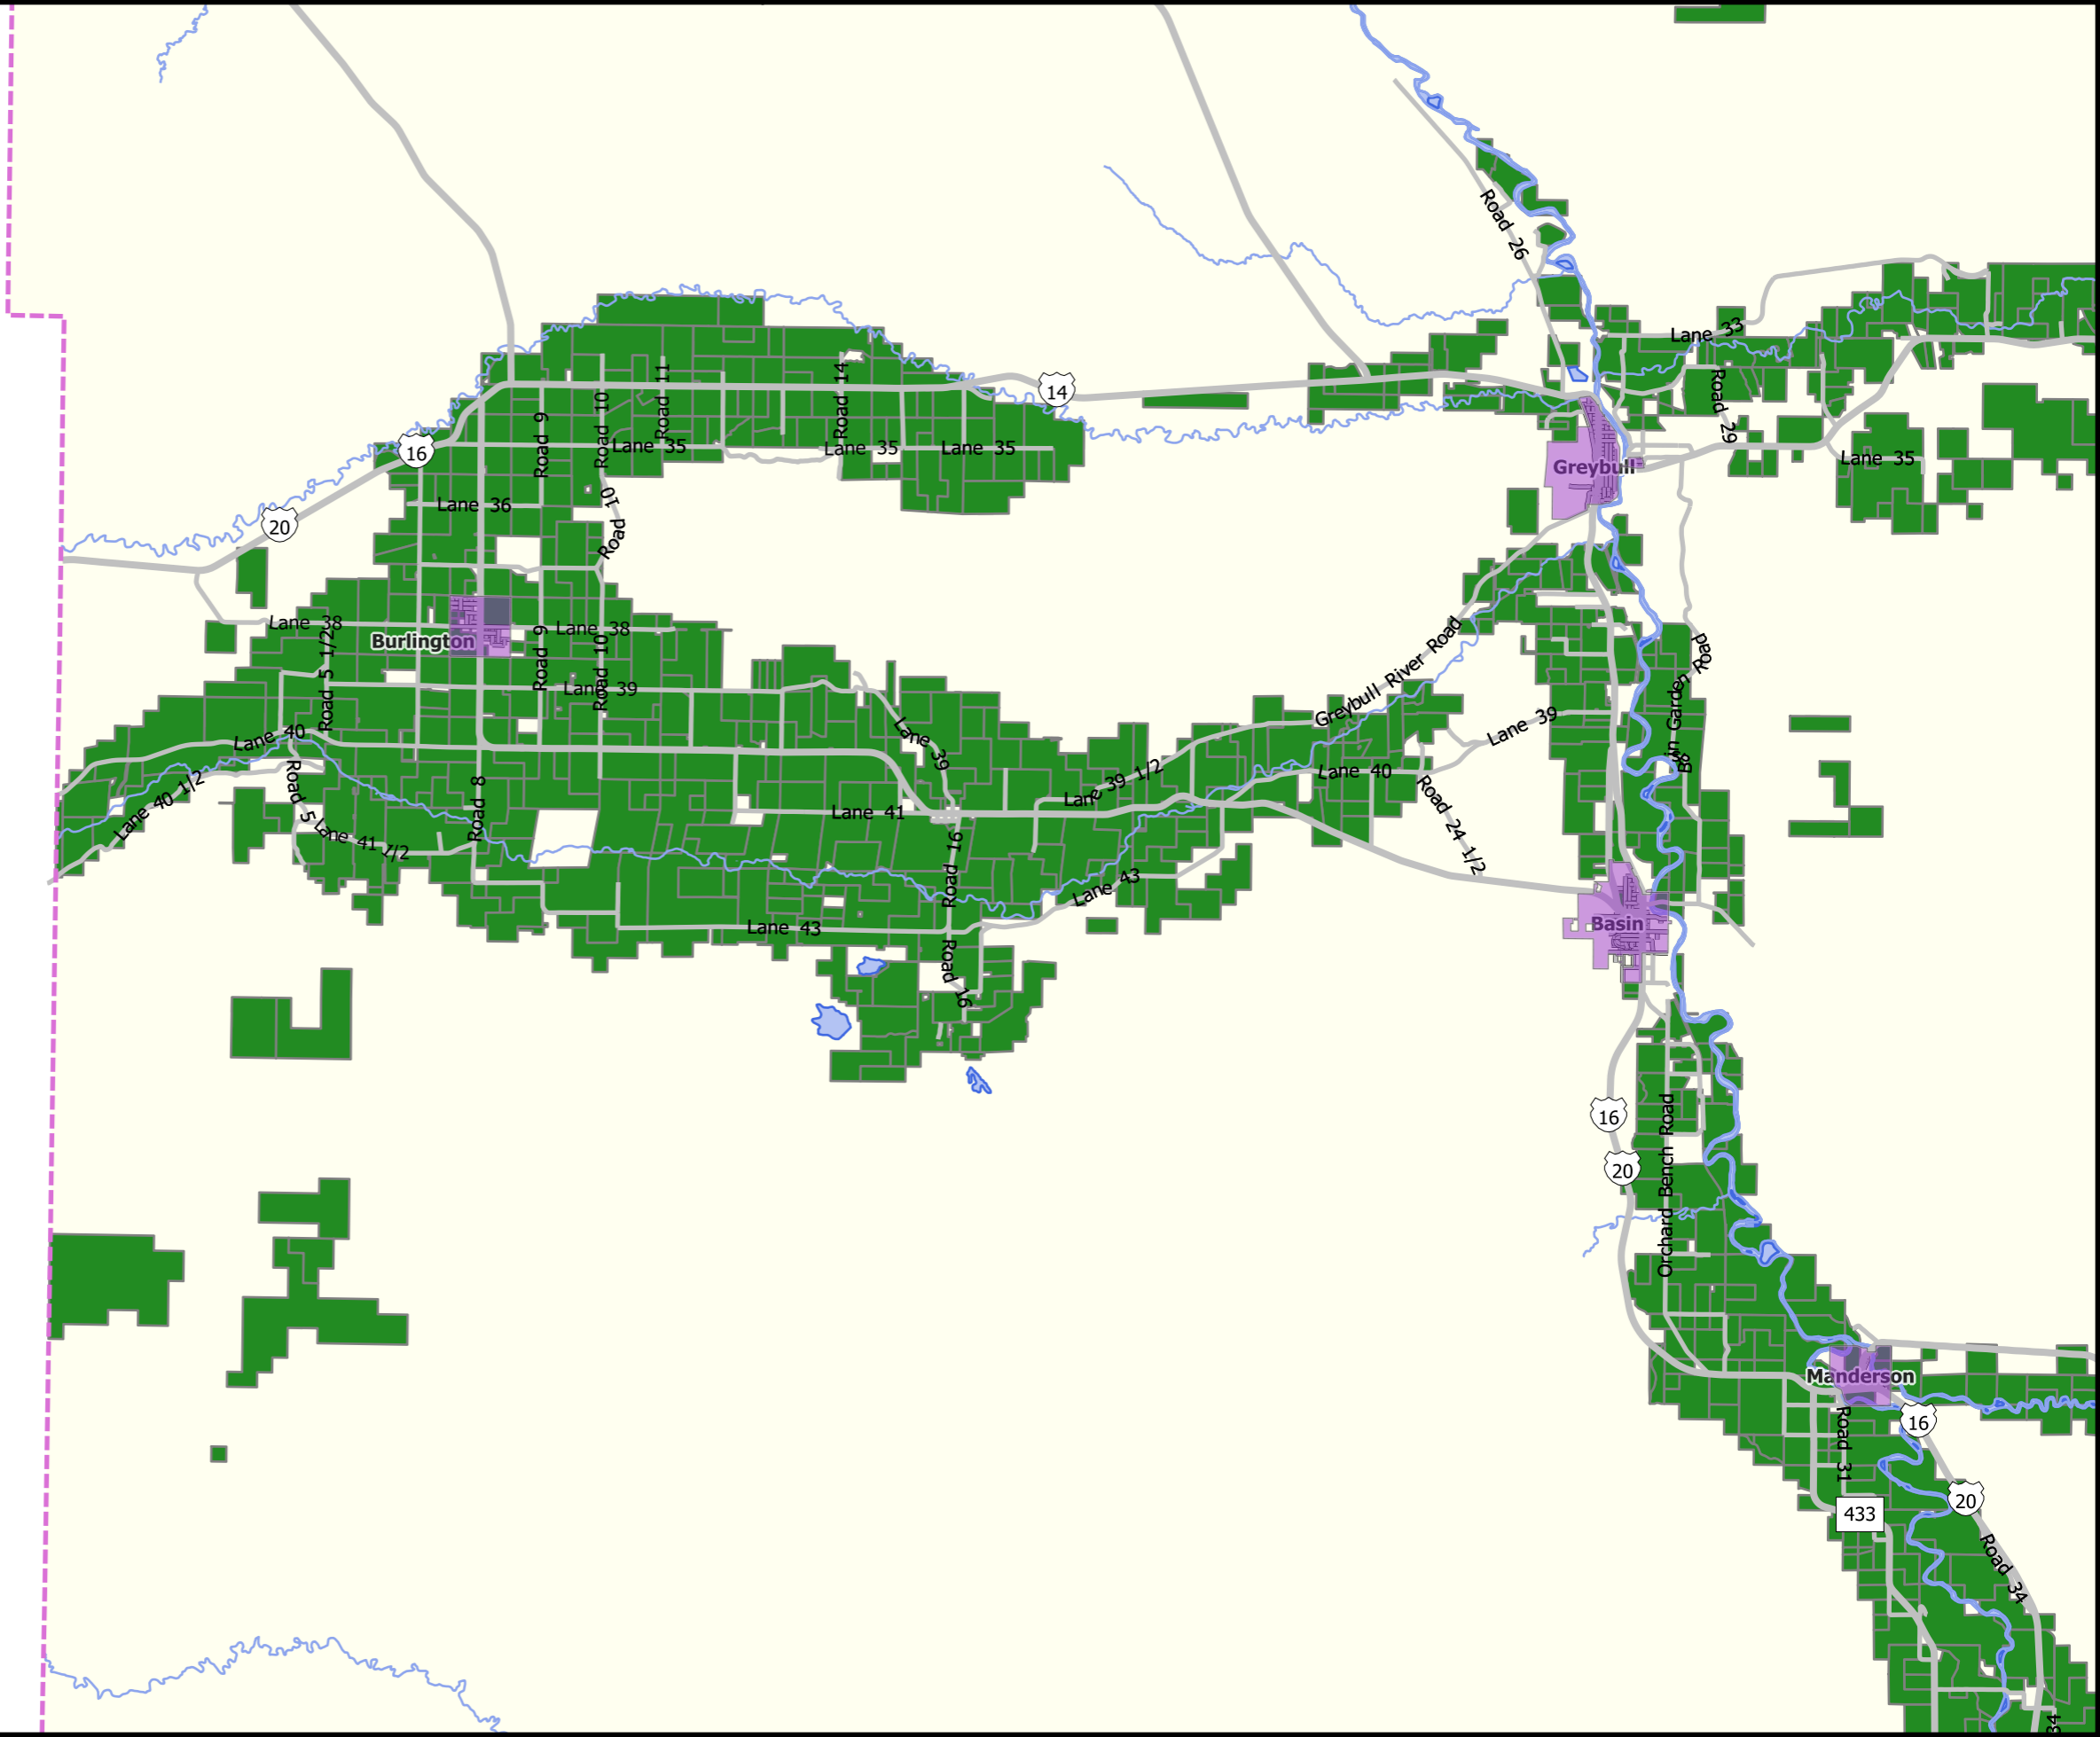 Road 26
Lane 33
Road 11
Road 14
14
Road 29
Road 9
Road 10
16
Lane 35
Lane 35
Lane 35
Lane 35
Greybull
Lane 36
20
Road 10
Lane 38
Lane 38
Burlington
Road 5 1/2
Road 9
Road 10
Greybull River Road
Basin Garden Road
Lane 39
Lane 39
Lane 39
Lane 40
Lane 39 1/2
Lane 40
Lane 40 1/2
Road 5
Road 8
Lane 41
Road 24 1/2
Lane 41 1/2
Road 16
Lane 43
Lane 43
Basin
Road 16
16
Orchard Bench Road
20
Manderson
16
Road 31
20
433
Road 34
34